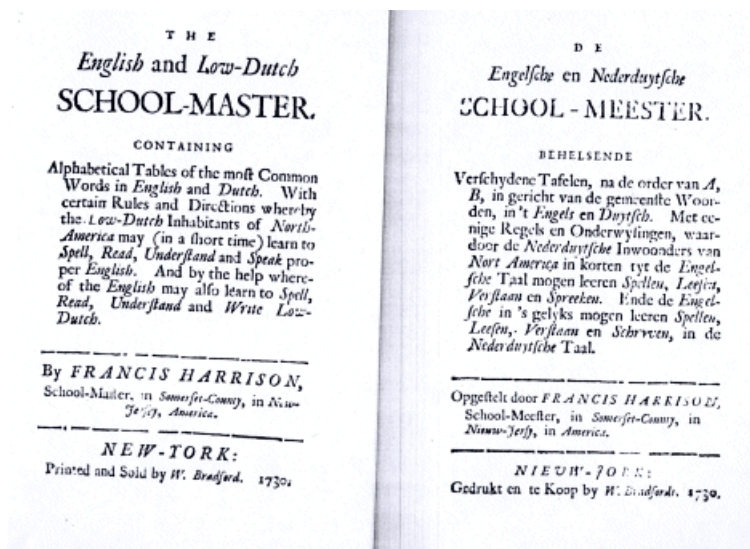 THE
Engliſh and Low-Dutch
SCHOOL-MASTER.
CONTAINING
Alphabetical Tables of the moſt Common
Words in Engliſh and Dutch. With
certain Rules and Directions whereby
the Low-Dutch Inhabitants of North-
America may (in a ſhort time) learn to
Spell, Read, Underſtand and Speak pro-
per Engliſh. And by the help where-
of the Engliſh may alſo learn to Spell,
Read, Underſtand and Write Low-
Dutch.
By FRANCIS HARRISON,
School-Maſter, in Somerſet-County, in New-
Jerſy, America.
NEW-YORK:
Printed and Sold by W. Bradford. 1730.
DE
Engelſche en Nederduytſche
SCHOOL-MEESTER.
BEHELSENDE
Verſchydene Tafelen, na de order van A,
B, in gericht van de gemeenſte Woor-
den, in 't Engels en Duytſch. Met ee-
nige Regels en Onderwyſingen, waar-
door de Nederduytſche Inwoonders van
Nort America in korten tyt de Engel-
ſche Taal mogen leeren Spellen, Leeſen,
Verſtaan en Spreeken. Ende de Engel-
ſche in 's gelyks mogen leeren Spellen,
Leeſen, Verſtaan en Schryven, in de
Nederduytſche Taal.
Opgeſtelt door FRANCIS HARRISON,
School-Meeſter, in Somerſet-County, in
Nieuw-Jerſy, in America.
NIEUW-JORK:
Gedrukt en te Koop by W. Bradfordt. 1730.